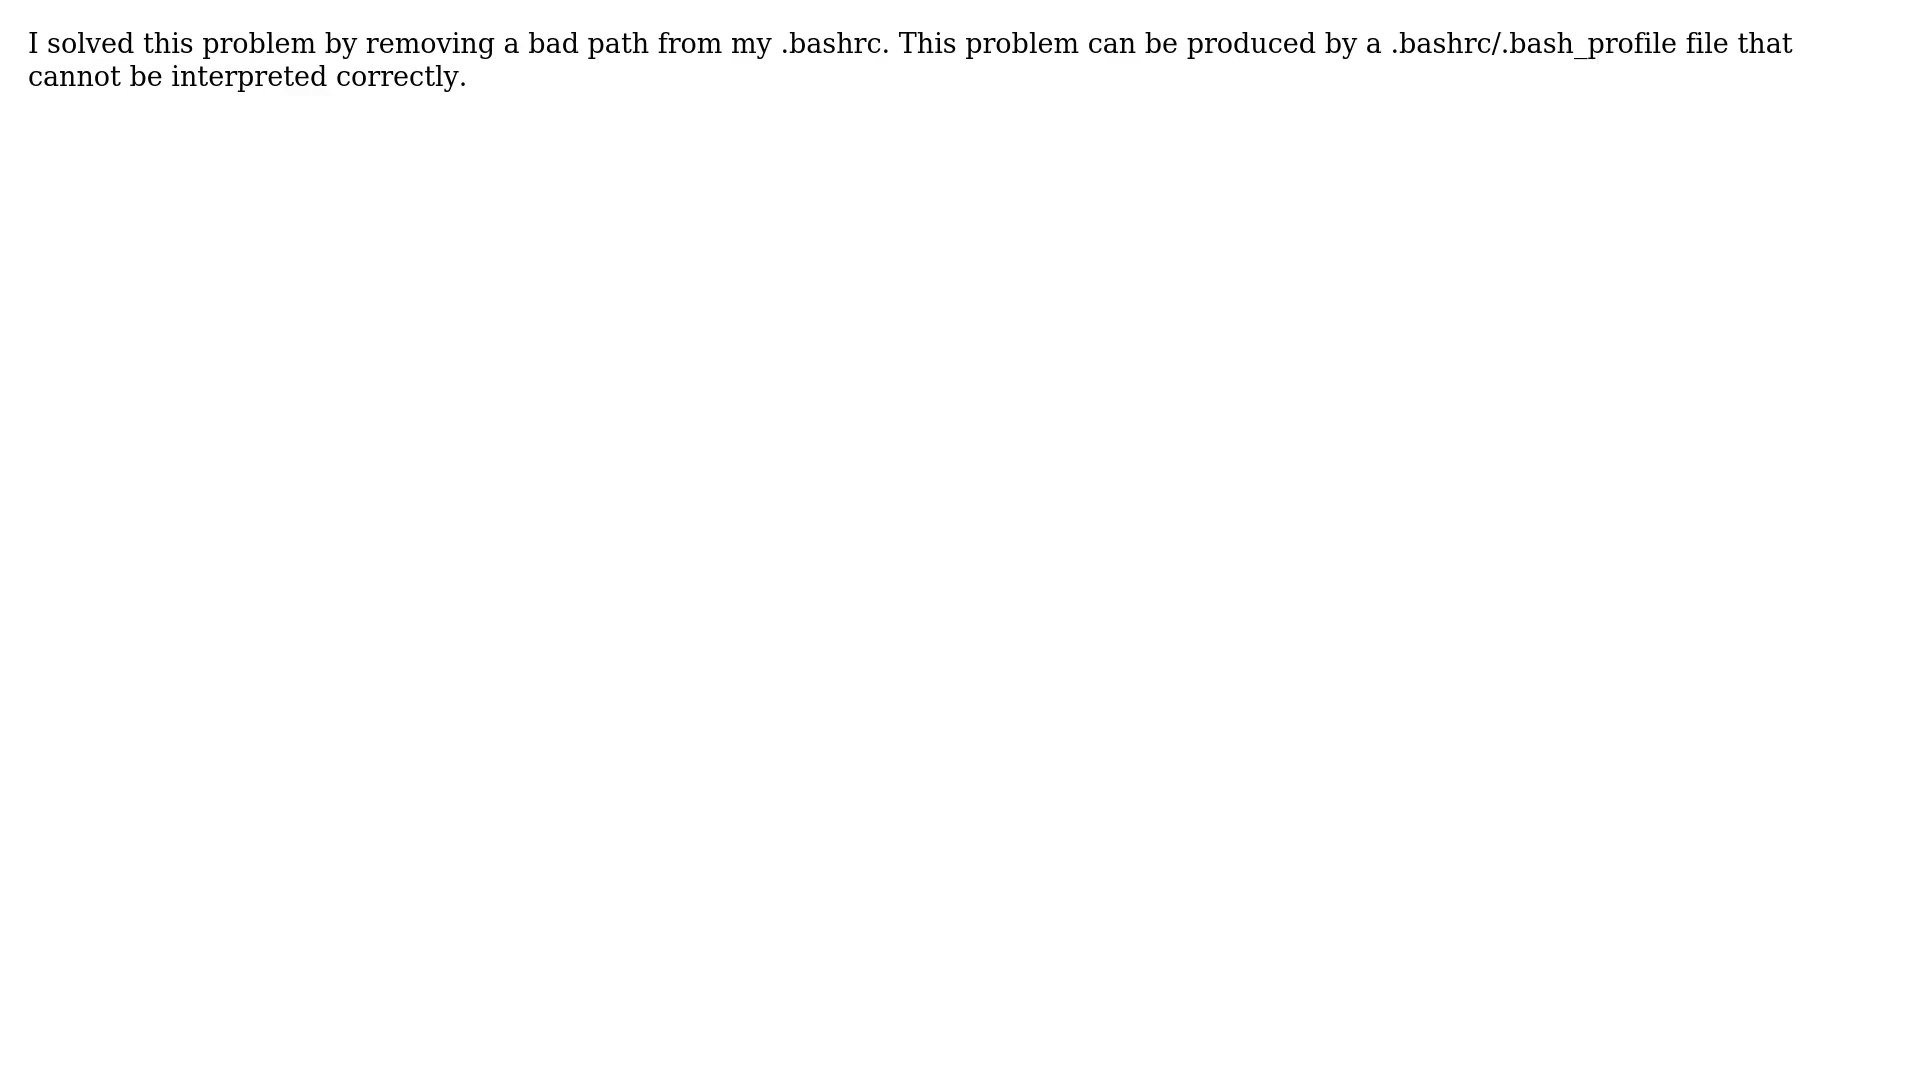 I solved this problem by removing a bad path from my .bashrc. This problem can be produced by a .bashrc/.bash_profile file that
cannot be interpreted correctly.